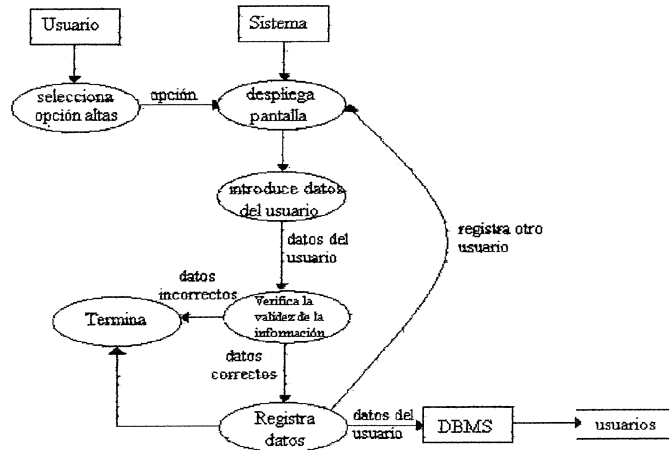 Usuario
Sistema
selecciona
opción altas
opción
despliega
pantalla
introduce datos
del usuario
registra otro
usuario
datos del
usuario
datos
incorrectos
Verifica la
validez de la
información
Termina
datos
correctos
Registra
datos
datos del
usuario
DBMS
usuarios